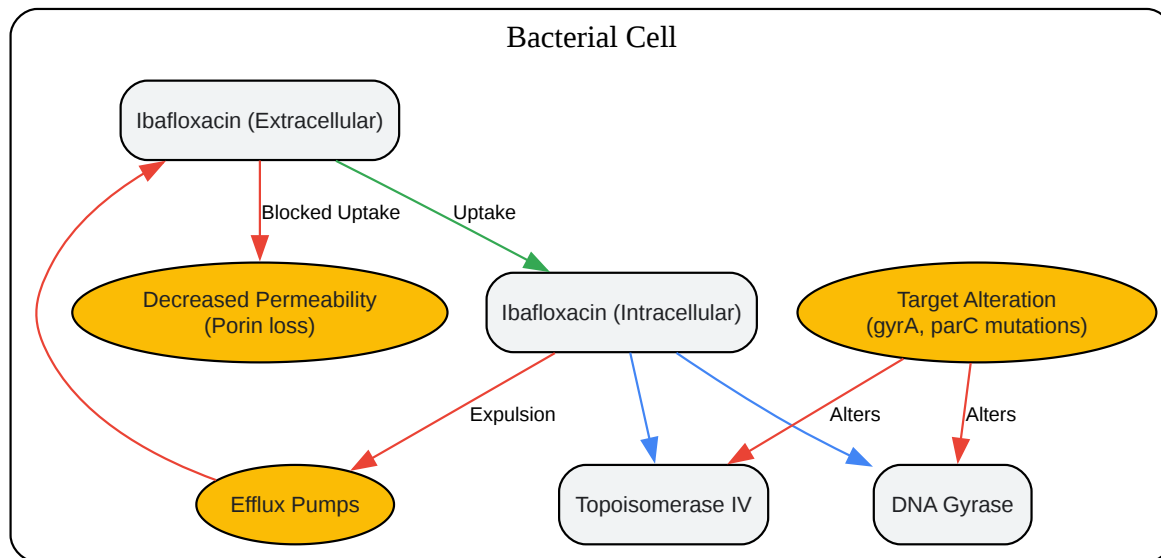 Bacterial Cell
Ibafloxacin (Extracellular)
Blocked Uptake
Uptake
Decreased Permeability
(Porin loss)
Ibafloxacin (Intracellular)
Target Alteration
(gyrA, parC mutations)
Expulsion
Alters
Alters
Efflux Pumps
Topoisomerase IV
DNA Gyrase